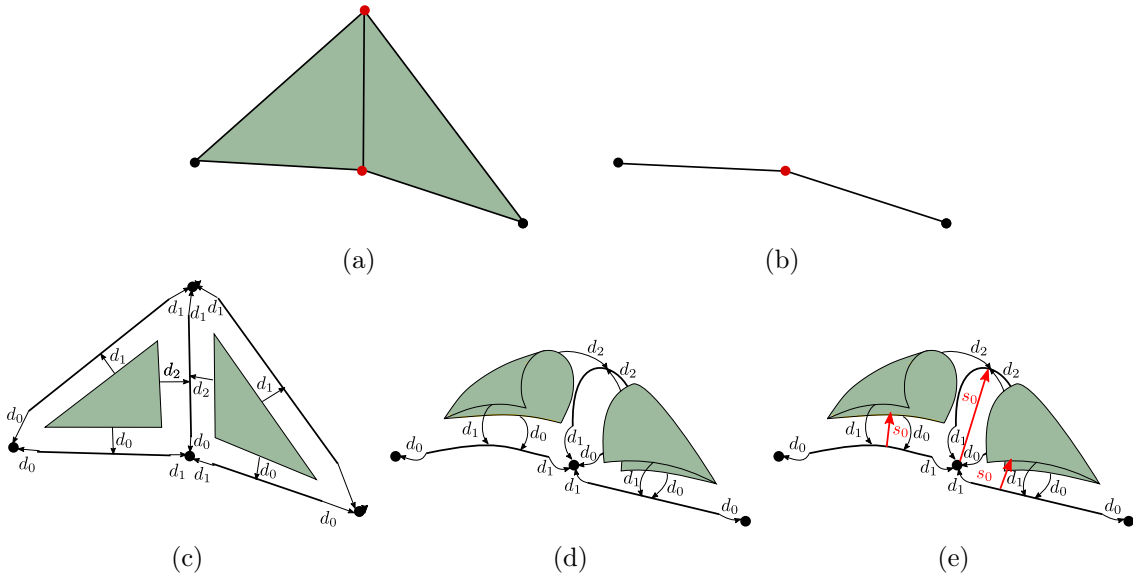 (a)
(b)
d₁ d₁ d₁
d₁ d₂ d₂ d₁
d₀ d₀ d₀ d₀ d₀
d₁ d₁ d₀
(c)
d₂ d₂
d₁ d₀ d₁ d₀
d₀ d₁ d₁ d₁ d₀
d₀
(d)
d₂ d₂
s₀
d₁ s₀ d₀ d₁ d₀
d₀ d₁ s₀ d₁ d₀
d₁ d₀
(e)